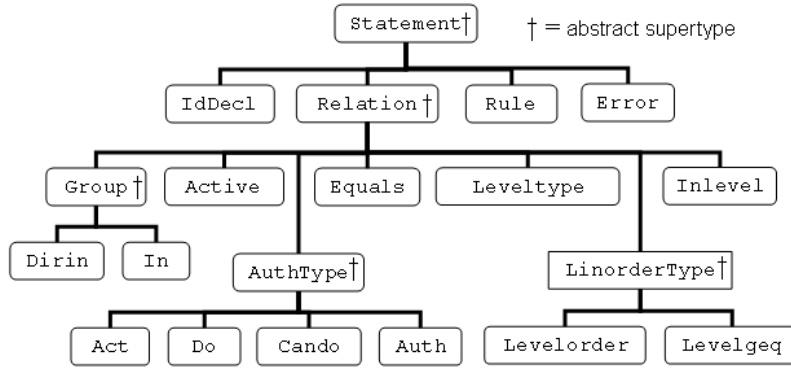 Statement†
† = abstract supertype
IdDecl Relation† Rule Error
Group† Active Equals Leveltype Inlevel
Dirin In AuthType† LinorderType†
Act Do Cando Auth Levelorder Levelgeq